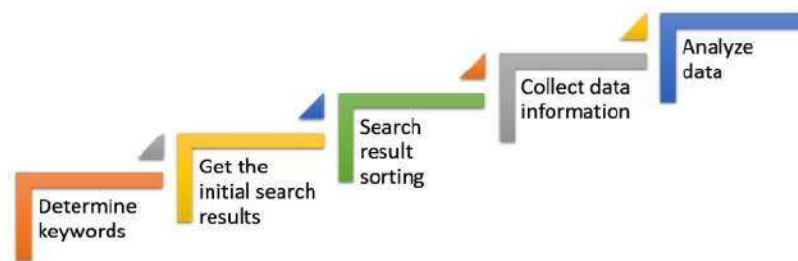 Determine
keywords
Get the
initial search
results
Search
result
sorting
Collect data
information
Analyze
data